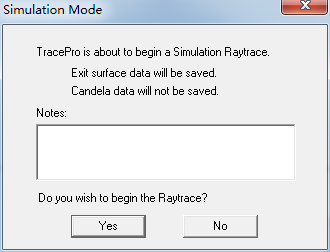 Simulation Mode
TracePro is about to begin a Simulation Raytrace.
Exit surface data will be saved.
Candela data will not be saved.
Notes:
Do you wish to begin the Raytrace?
Yes No